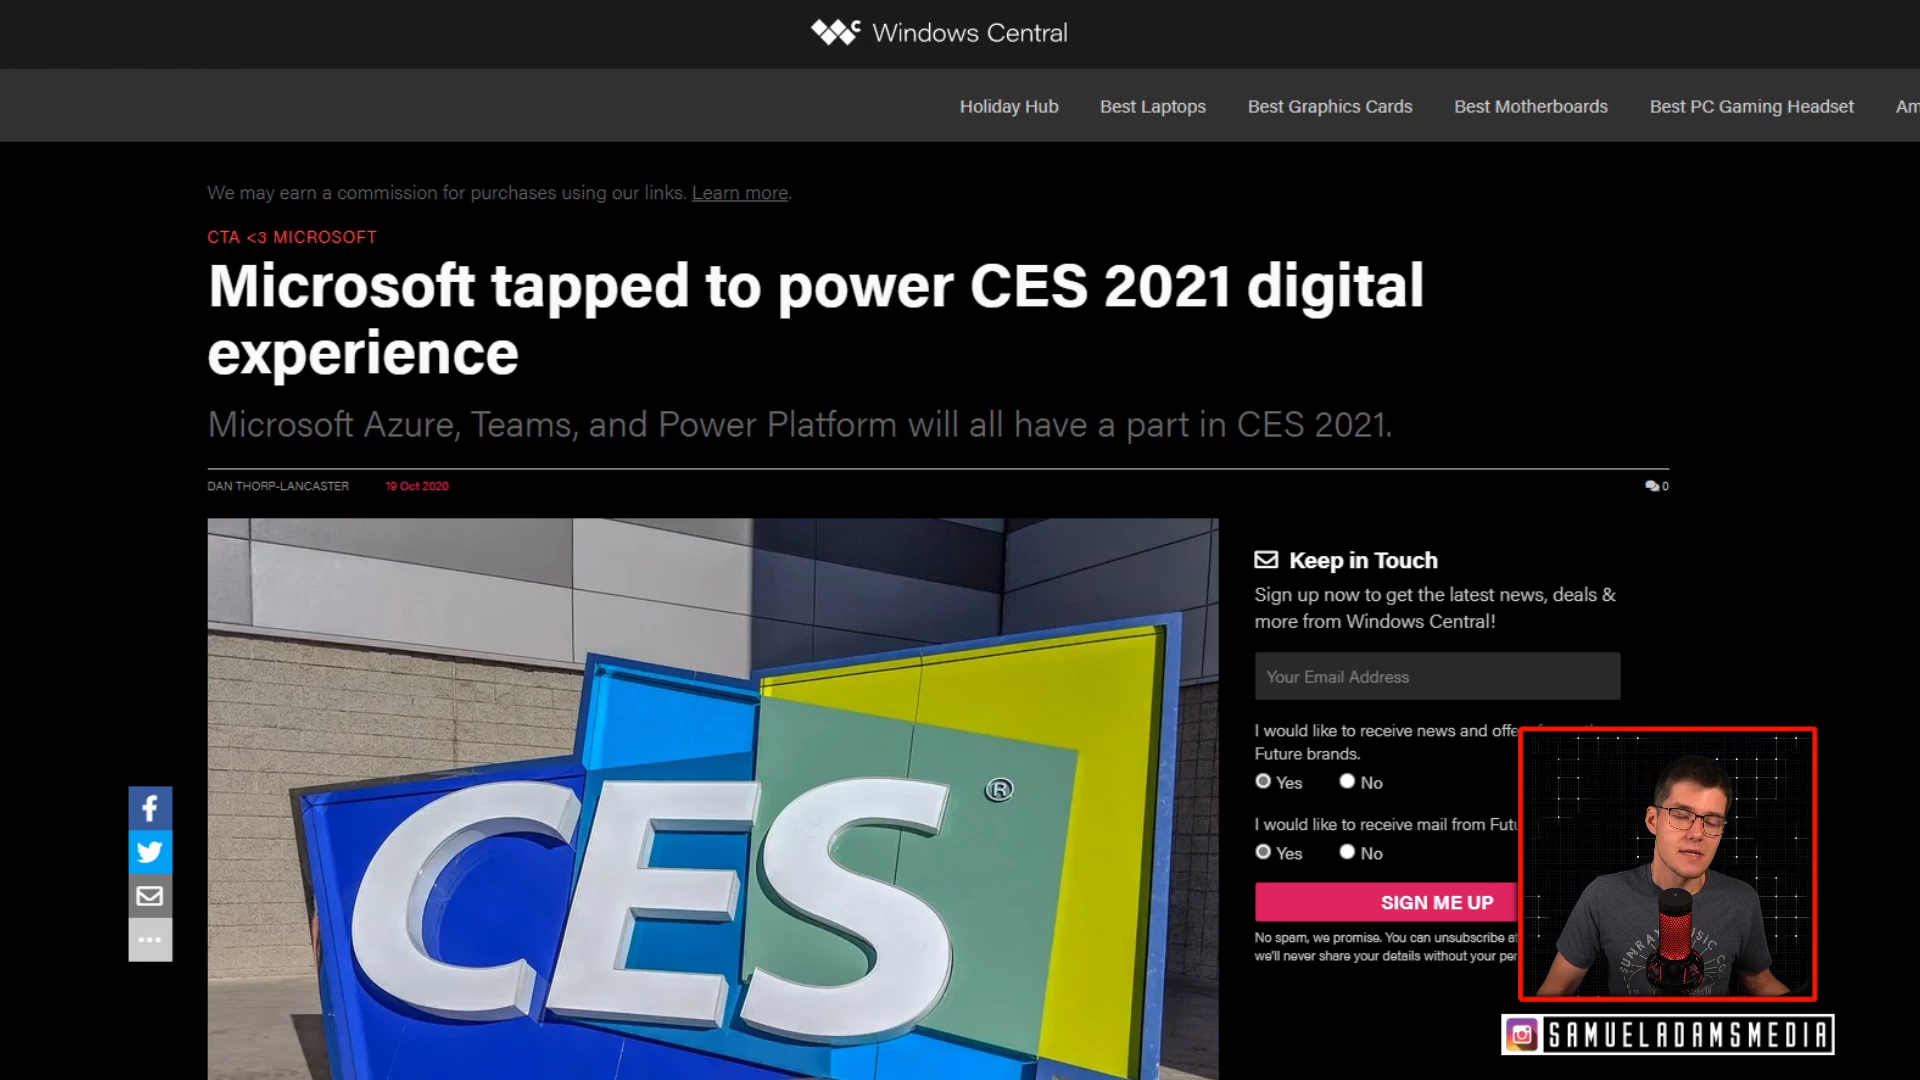 Windows Central
Holiday Hub
Best Laptops
Best Graphics Cards
Best Motherboards
Best PC Gaming Headset
Am
We may earn a commission for purchases using our links. Learn more.
CTA <3 MICROSOFT
Microsoft tapped to power CES 2021 digital
experience
Microsoft Azure, Teams, and Power Platform will all have a part in CES 2021.
DAN THORP-LANCASTER 19 Oct 2020 0
CES®
Keep in Touch
Sign up now to get the latest news, deals &
more from Windows Central!
Your Email Address
I would like to receive news and offe
Future brands.
Yes No
I would like to receive mail from Futu
Yes No
SIGN ME UP
No spam, we promise. You can unsubscribe at
we'll never share your details without your per
SUNRAY MUSIC CO
SAMUELADAMSMEDIA